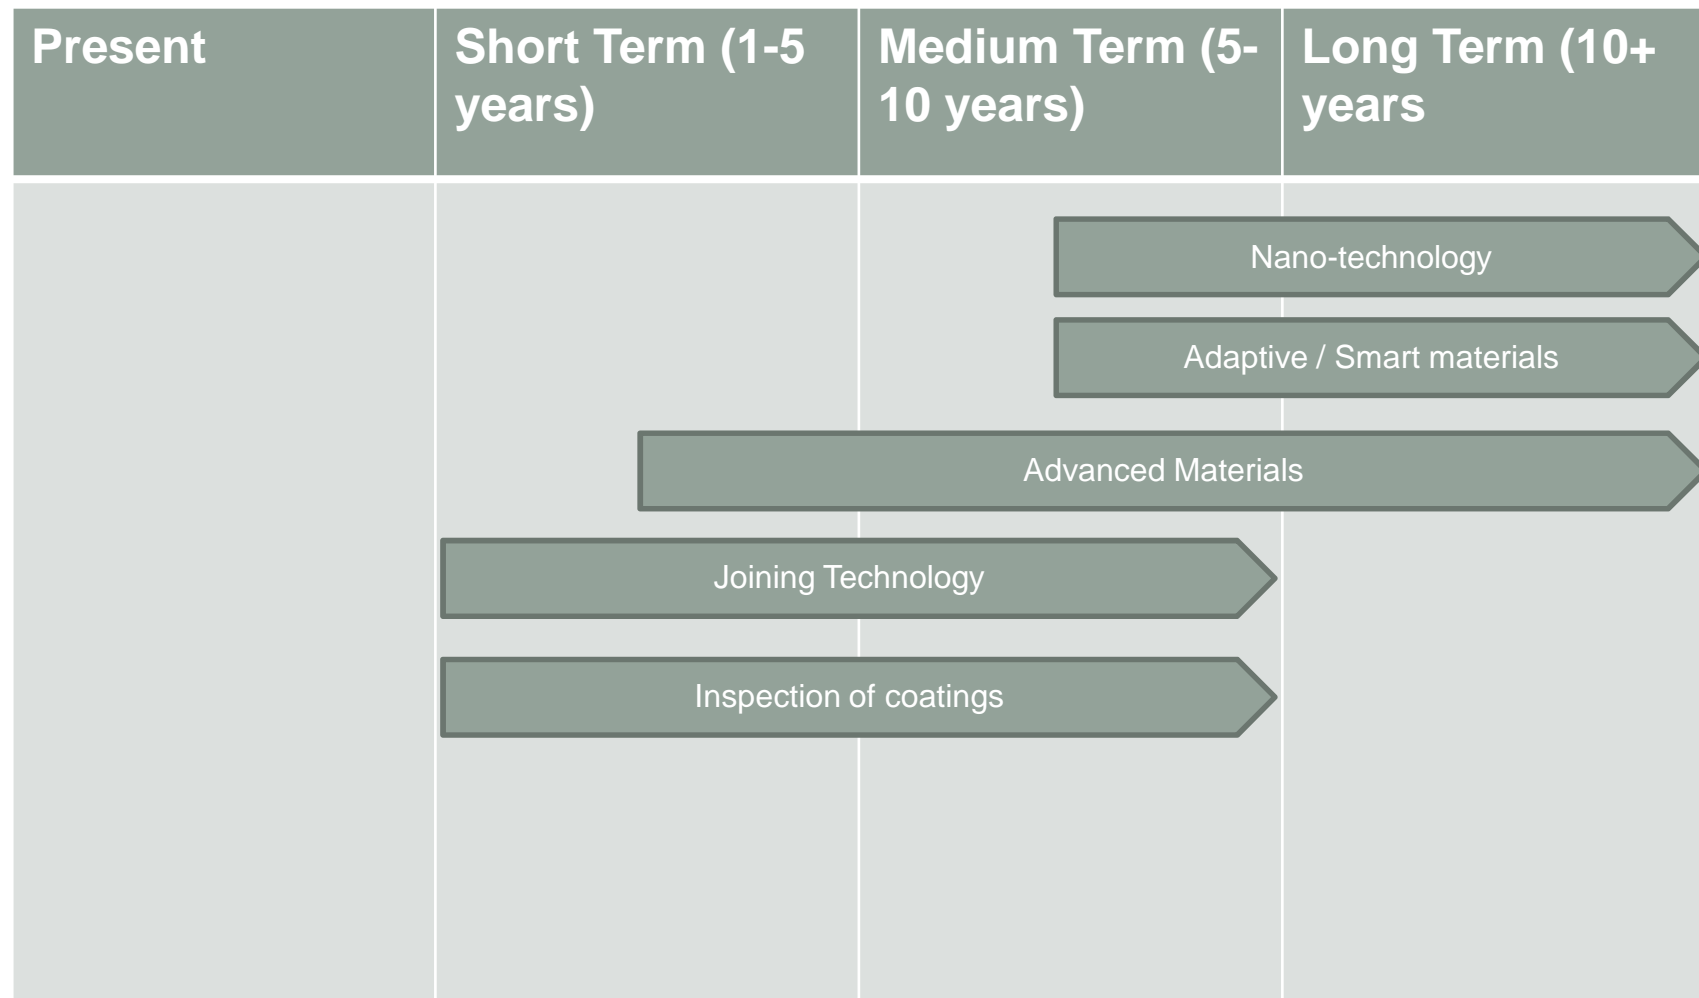 Present
Short Term (1-5
years)
Medium Term (5-
10 years)
Long Term (10+
years
Nano-technology
Adaptive / Smart materials
Advanced Materials
Joining Technology
Inspection of coatings